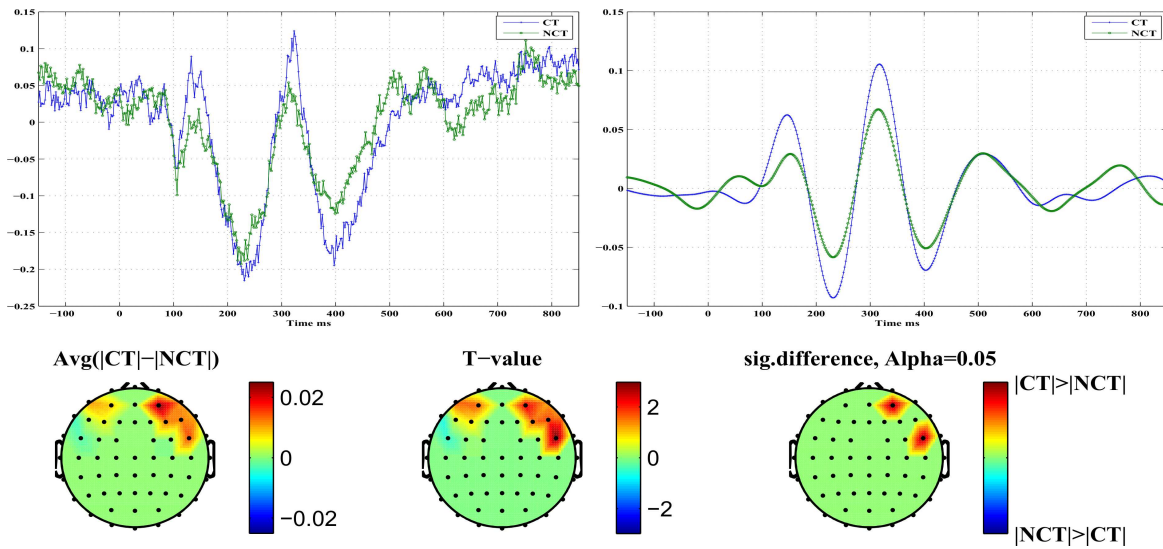 0.15
0.1
0.05
0
−0.05
−0.1
−0.15
−0.2
−0.25
−100 0 100 200 300 400 500 600 700 800
Time ms
CT
NCT
0.15
0.1
0.05
0
−0.05
−0.1
−100 0 100 200 300 400 500 600 700 800
Time ms
CT
NCT
Avg(|CT|−|NCT|)
0.02
0
−0.02
T−value
2
0
−2
sig.difference, Alpha=0.05
|CT|>|NCT|
|NCT|>|CT|